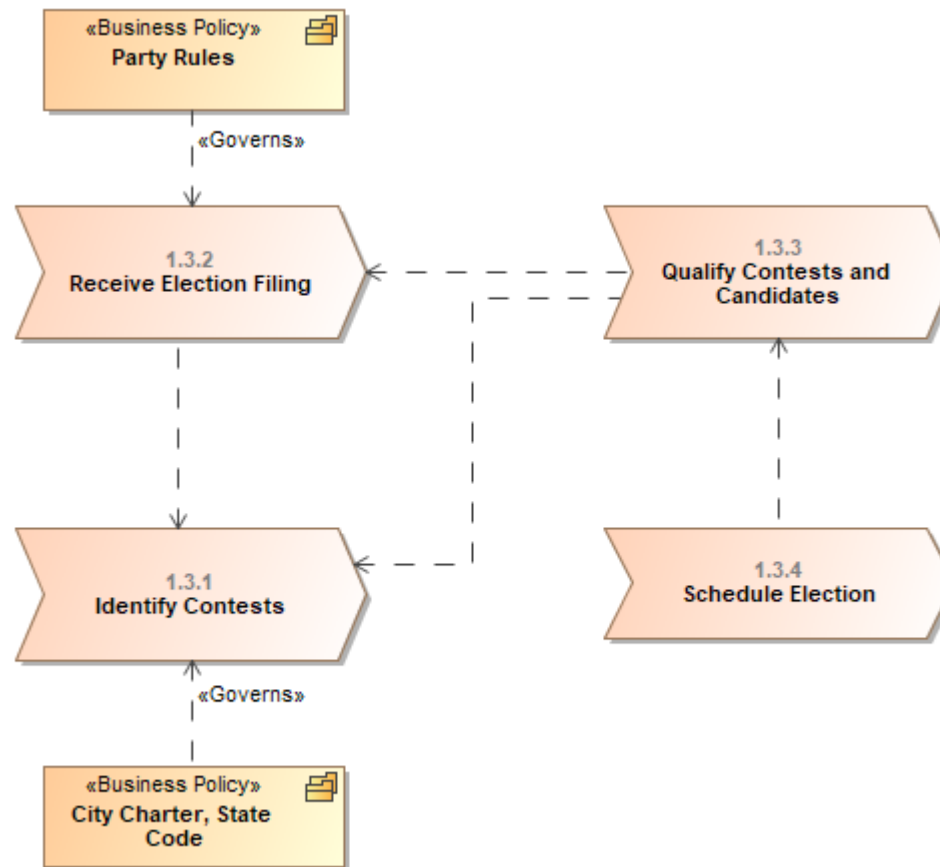 «Business Policy»
Party Rules
«Governs»
1.3.2
Receive Election Filing
1.3.3
Qualify Contests and
Candidates
1.3.1
Identify Contests
1.3.4
Schedule Election
«Governs»
«Business Policy»
City Charter, State
Code